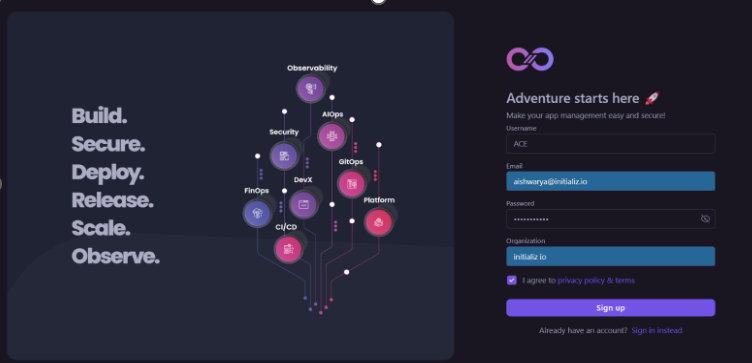 Build.
Secure.
Deploy.
Release.
Scale.
Observe.
Observability
AIOps
Security
GitOps
DevX
FinOps
Platform
CI/CD
Adventure starts here 🚀
Make your app management easy and secure!
Username
ACE
Email
aishwarya@initializ.io
Password
•••••••••••
Organization
initializ io
I agree to privacy policy & terms
Sign up
Already have an account? Sign in instead